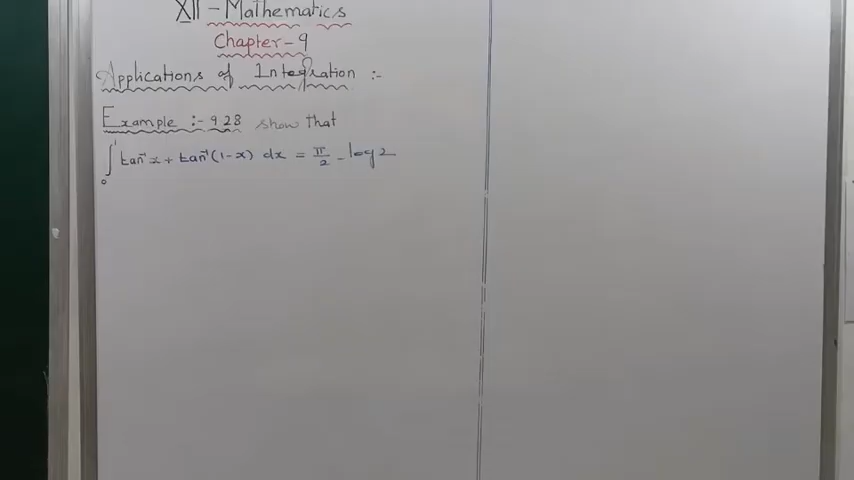 XII - Mathematics
Chapter - 9
Applications of Integration :-
Example :- 9.28 show that
∫₀¹ tan⁻¹x + tan⁻¹(1-x) dx = π/2 - log 2